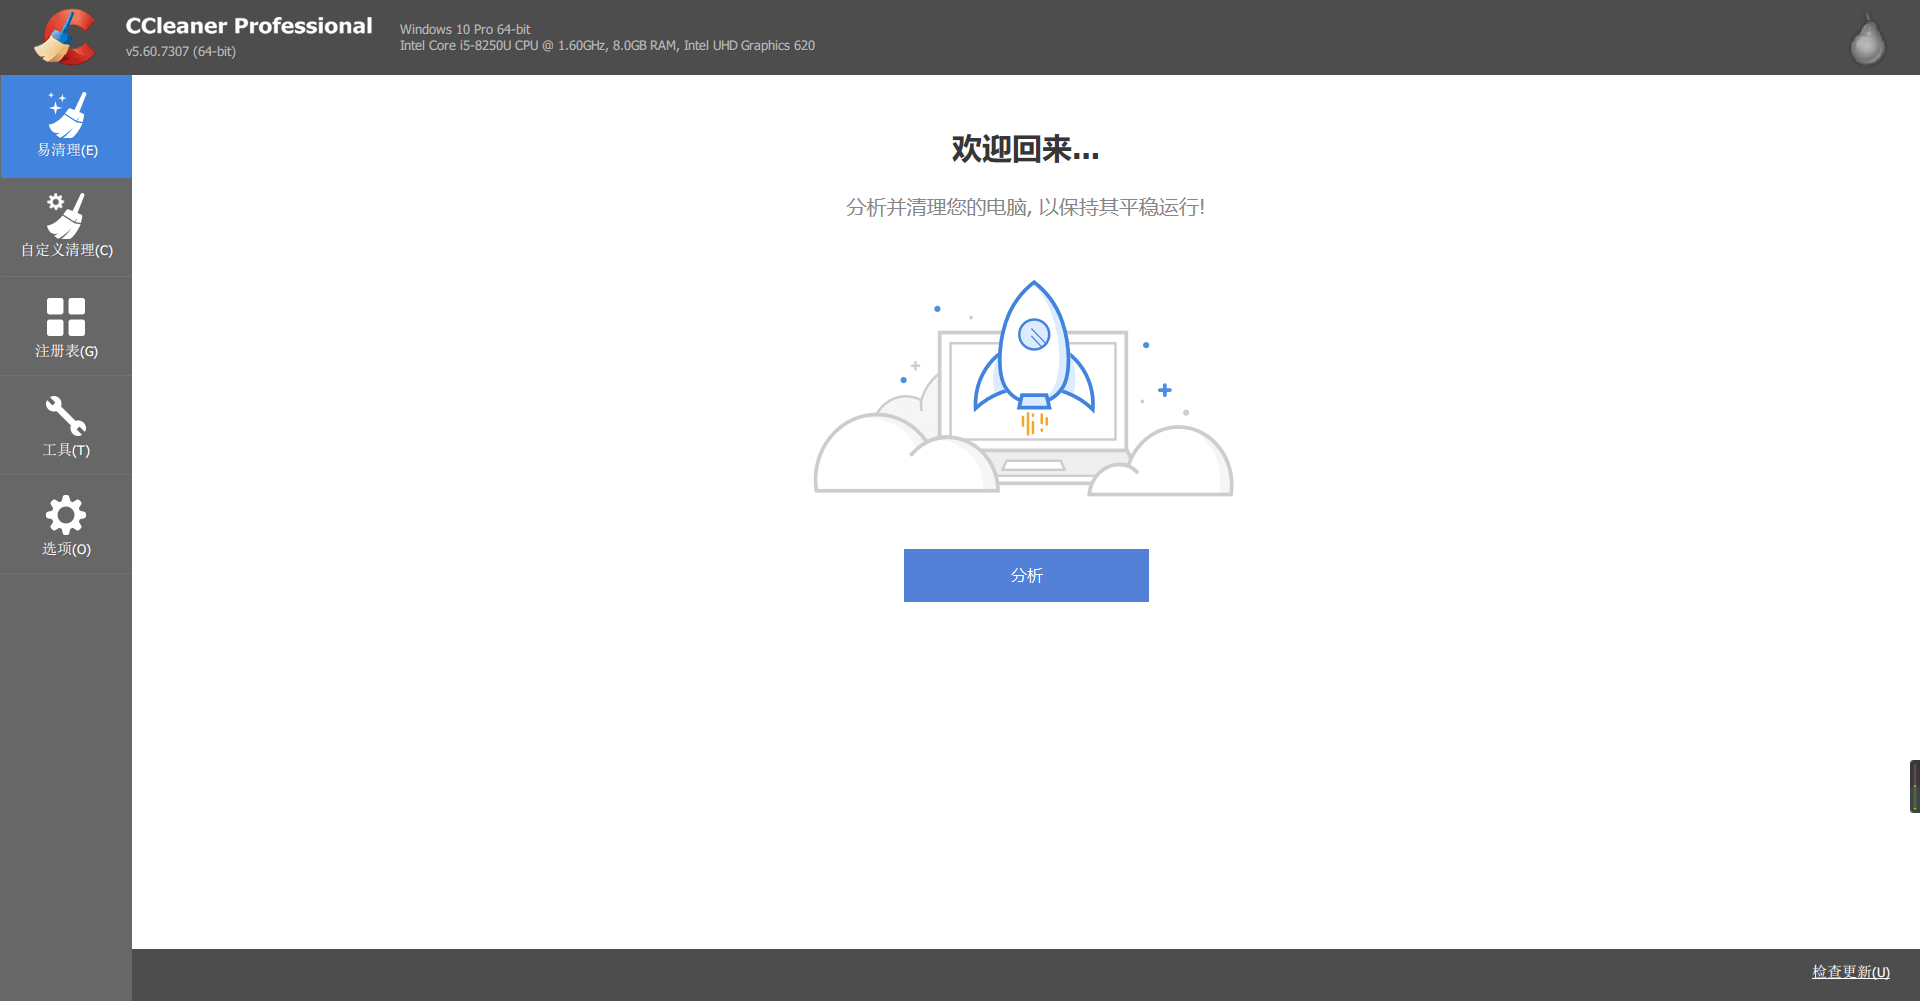 CCleaner Professional
v5.60.7307 (64-bit)
Windows 10 Pro 64-bit
Intel Core i5-8250U CPU @ 1.60GHz, 8.0GB RAM, Intel UHD Graphics 620
易清理(E)
自定义清理(C)
注册表(G)
工具(T)
选项(O)
欢迎回来...
分析并清理您的电脑, 以保持其平稳运行!
分析
检查更新(U)